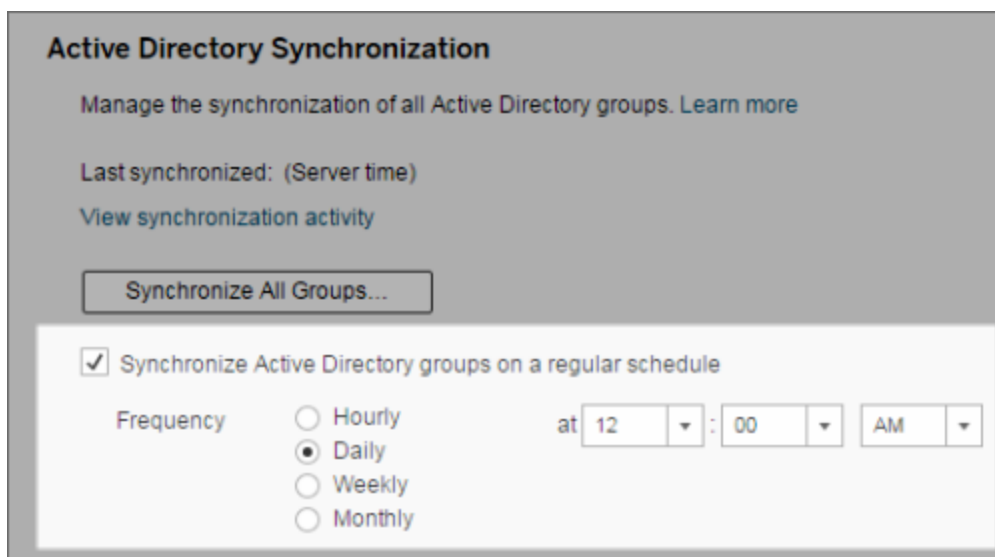 Active Directory Synchronization
Manage the synchronization of all Active Directory groups. Learn more
Last synchronized: (Server time)
View synchronization activity
Synchronize All Groups...
Synchronize Active Directory groups on a regular schedule
Frequency Hourly at 12 : 00 AM
Daily
Weekly
Monthly